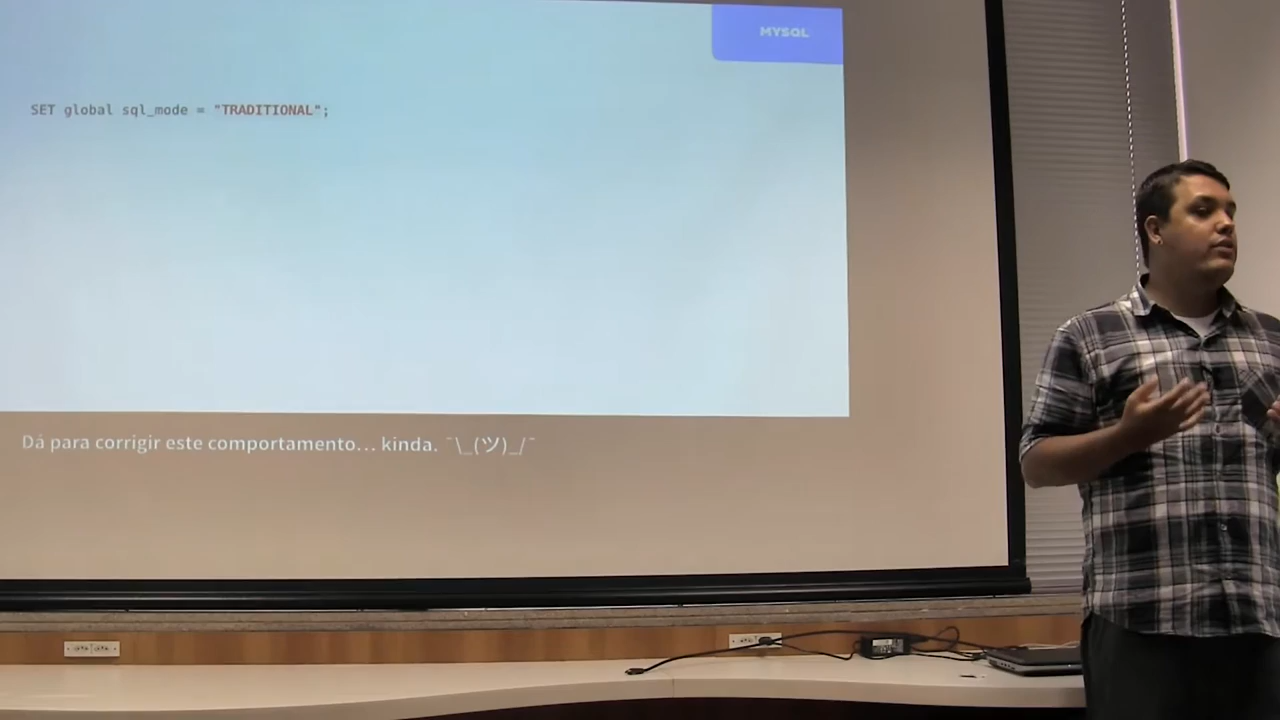 MYSQL
SET global sql_mode = "TRADITIONAL";
Dá para corrigir este comportamento... kinda. ¯\_(ツ)_/¯